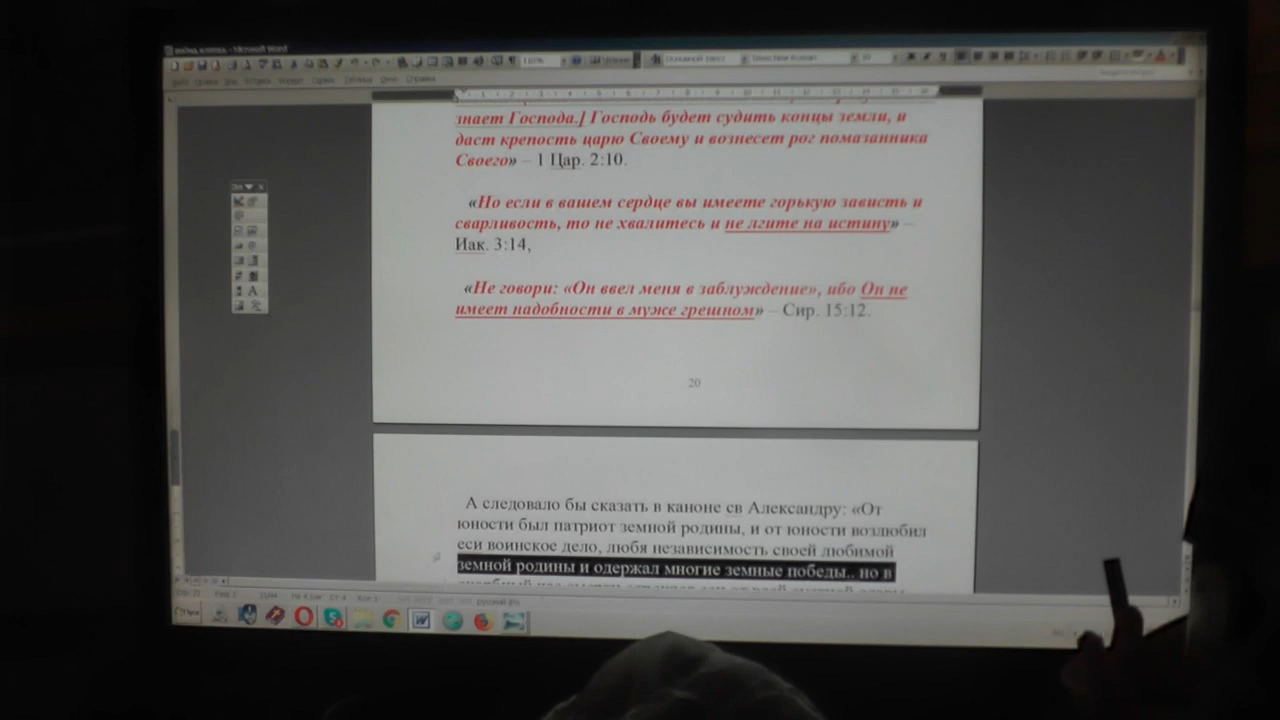 - Microsoft Word
знает Господа.] Господь будет судить концы земли, и
даст крепость царю Своему и вознесет рог помазанника
Своего» – 1 Цар. 2:10.
«Но если в вашем сердце вы имеете горькую зависть и
сварливость, то не хвалитесь и не лгите на истину» –
Иак. 3:14,
«Не говори: «Он ввел меня в заблуждение», ибо Он не
имеет надобности в муже грешном» – Сир. 15:12.
20
А следовало бы сказать в каноне св Александру: «От
юности был патриот земной родины, и от юности возлюбил
еси воинское дело, любя независимость своей любимой
земной родины и одержал многие земные победы.. но в